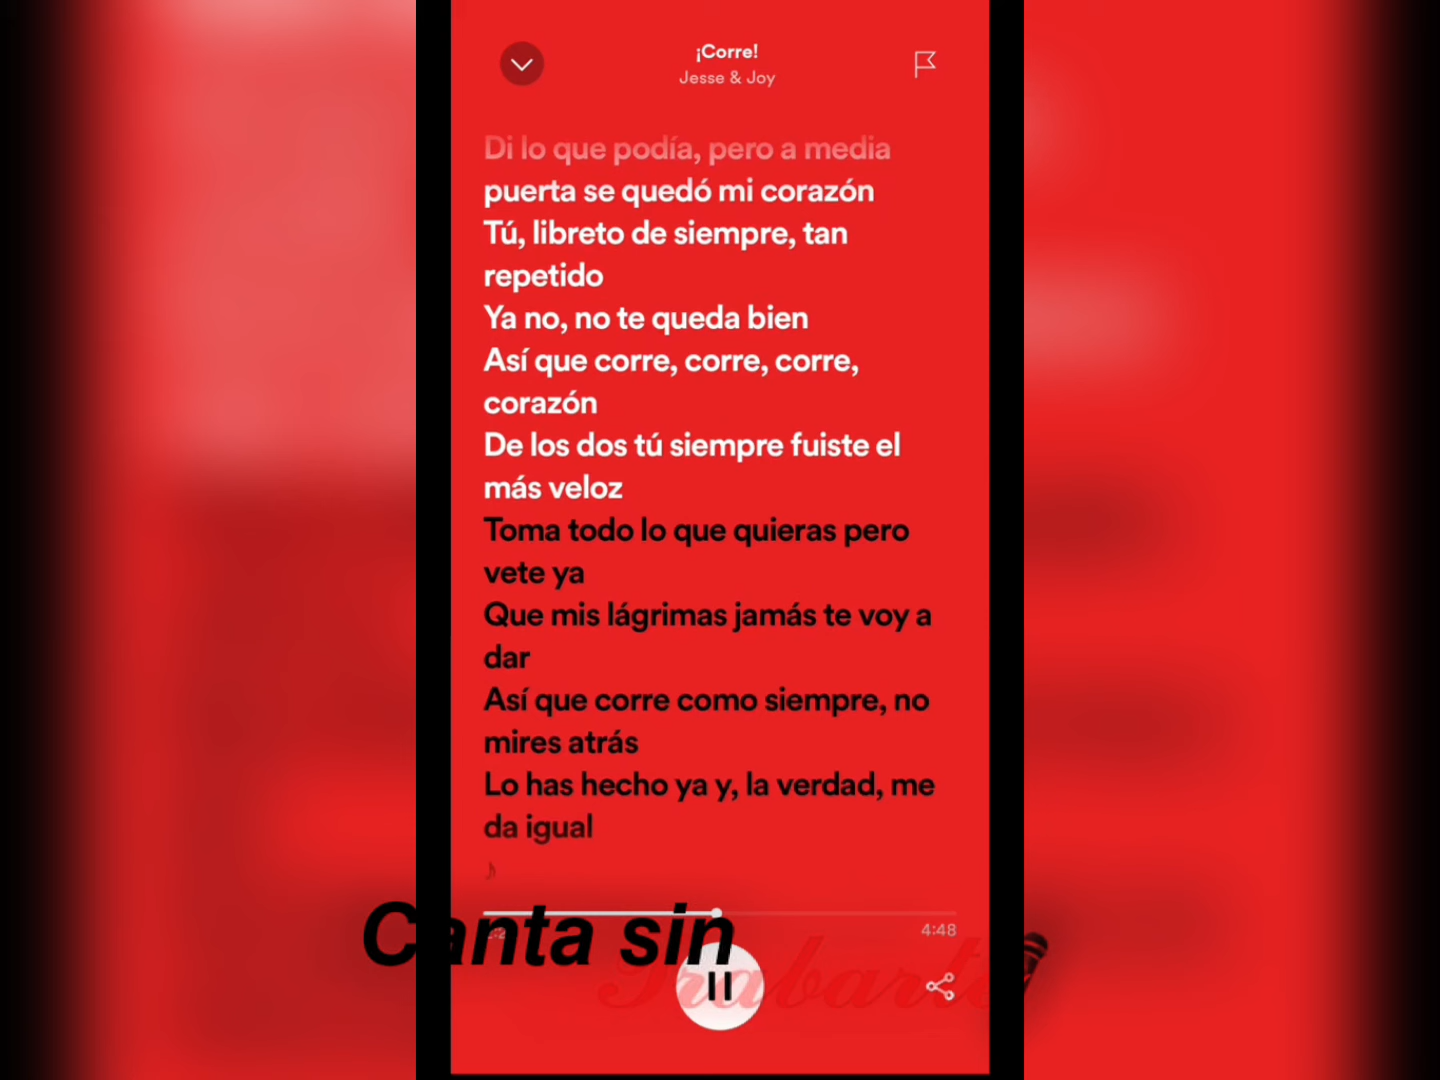 ¡Corre!
Jesse & Joy
Di lo que podía, pero a media
puerta se quedó mi corazón
Tú, libreto de siempre, tan
repetido
Ya no, no te queda bien
Así que corre, corre, corre,
corazón
De los dos tú siempre fuiste el
más veloz
Toma todo lo que quieras pero
vete ya
Que mis lágrimas jamás te voy a
dar
Así que corre como siempre, no
mires atrás
Lo has hecho ya y, la verdad, me
da igual
♪
4:48
Canta sin
Trabarte